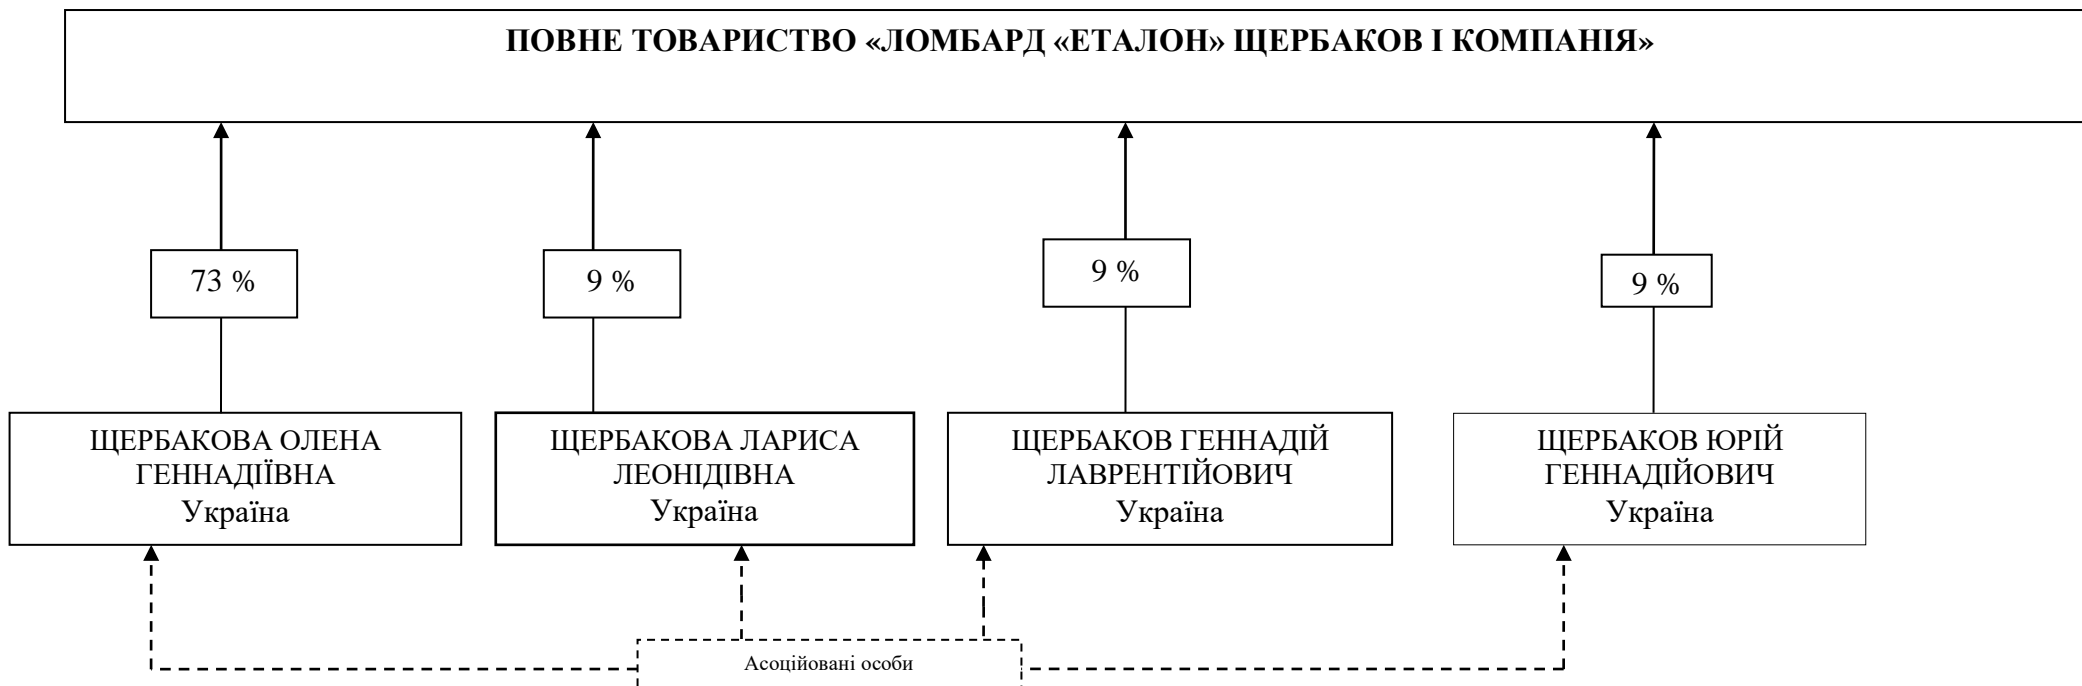 ПОВНЕ ТОВАРИСТВО «ЛОМБАРД «ЕТАЛОН» ЩЕРБАКОВ І КОМПАНІЯ»
73 %
9 %
9 %
9 %
ЩЕРБАКОВА ОЛЕНА
ГЕННАДІЇВНА
Україна
ЩЕРБАКОВА ЛАРИСА
ЛЕОНІДІВНА
Україна
ЩЕРБАКОВ ГЕННАДІЙ
ЛАВРЕНТІЙОВИЧ
Україна
ЩЕРБАКОВ ЮРІЙ
ГЕННАДІЙОВИЧ
Україна
Асоційовані особи